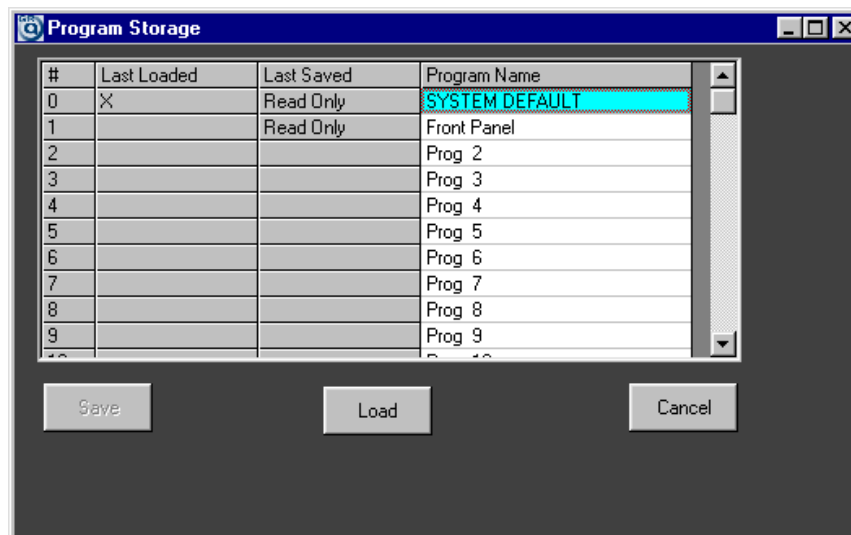 Program Storage
# Last Loaded Last Saved Program Name
0 X Read Only SYSTEM DEFAULT
1 Read Only Front Panel
2 Prog 2
3 Prog 3
4 Prog 4
5 Prog 5
6 Prog 6
7 Prog 7
8 Prog 8
9 Prog 9
Save Load Cancel